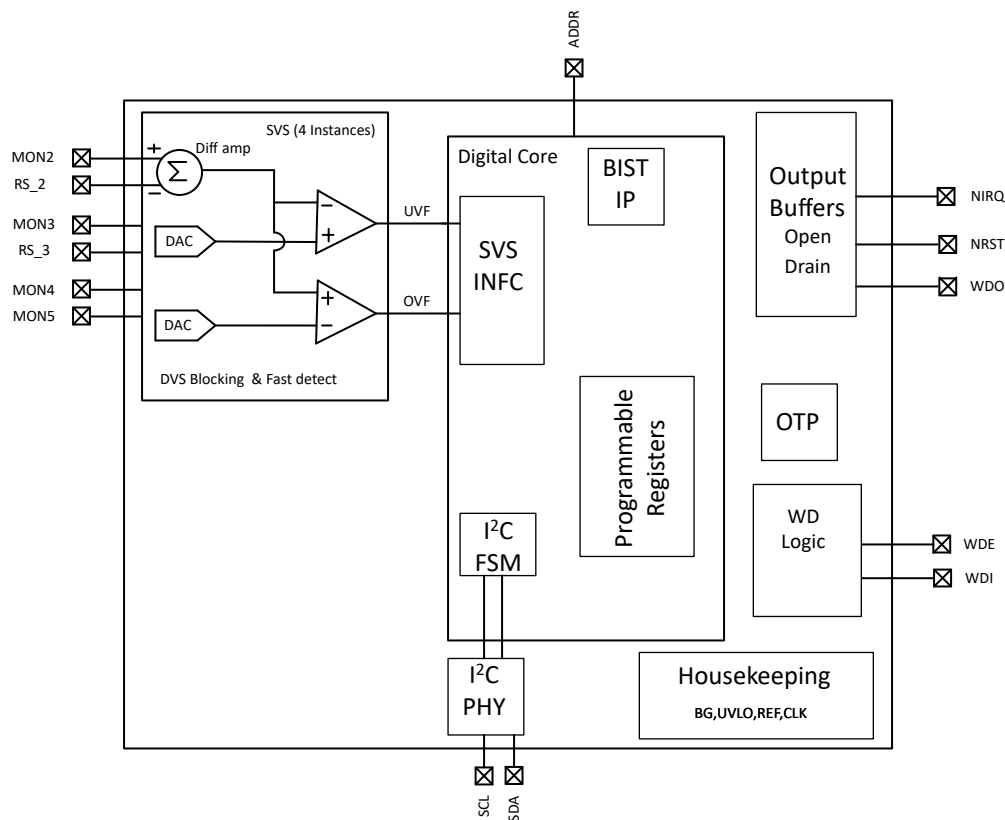 ADDR
SVS (4 Instances)
Diff amp
+
−
Σ
MON2
RS_2
MON3
RS_3
MON4
MON5
DAC
DAC
−
+
+
−
UVF
OVF
DVS Blocking & Fast detect
Digital Core
BIST
IP
SVS
INFC
Programmable
Registers
I²C
FSM
I²C
PHY
SCL
SDA
Output
Buffers
Open
Drain
NIRQ
NRST
WDO
OTP
WD
Logic
WDE
WDI
Housekeeping
BG,UVLO,REF,CLK